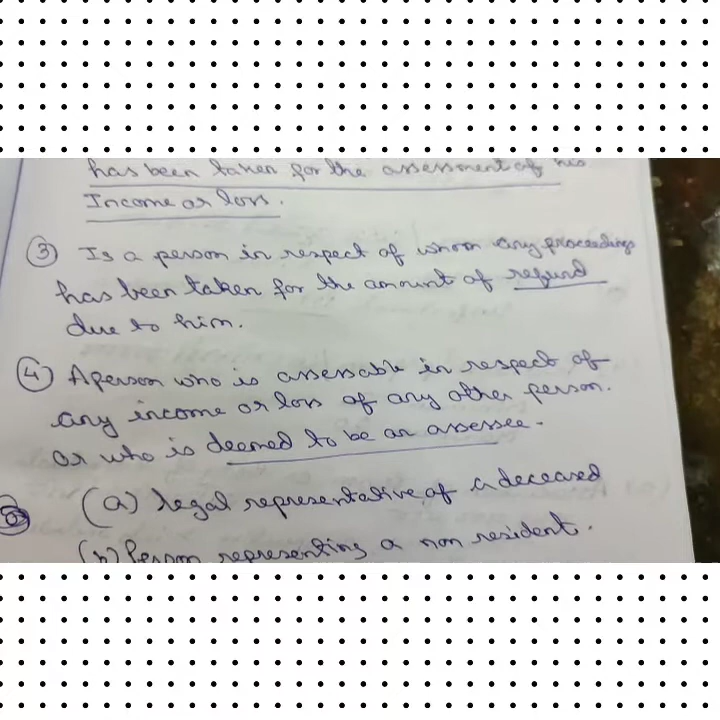 has been taken for the assessment of his
Income or loss.
③ Is a person in respect of whom any proceedings
has been taken for the amount of refund
due to him.
④ A person who is assessable in respect of
any income or loss of any other person.
or who is deemed to be an assessee.
(a) legal representative of a deceased
(b) Person representing a non resident.